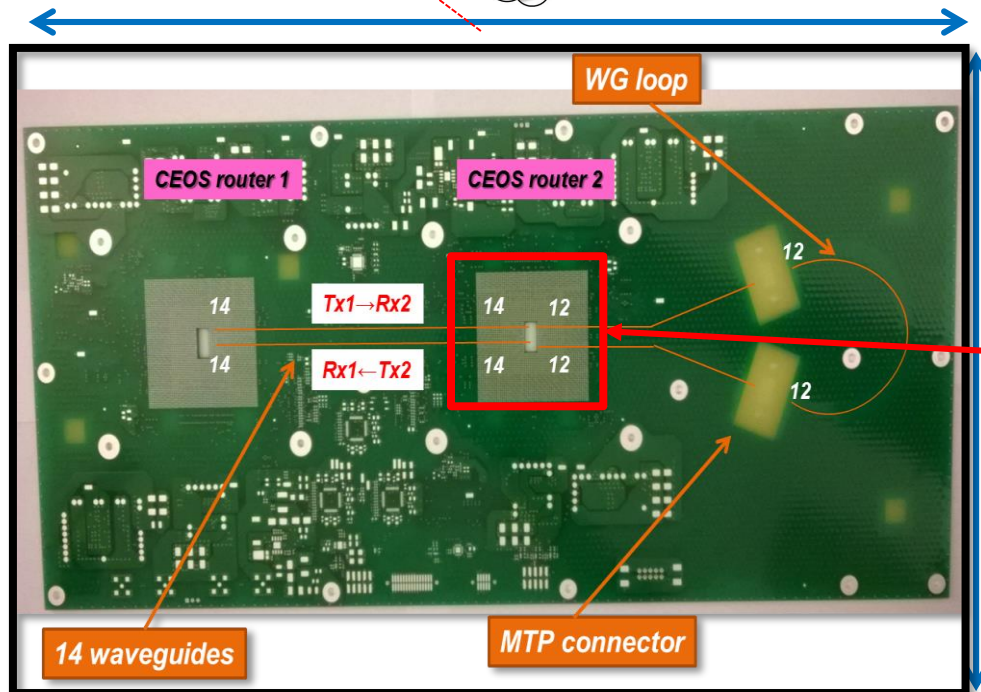 WG loop
CEOS router 1
CEOS router 2
12
14
Tx1→Rx2
14
12
14
Rx1←Tx2
14
12
12
14 waveguides
MTP connector